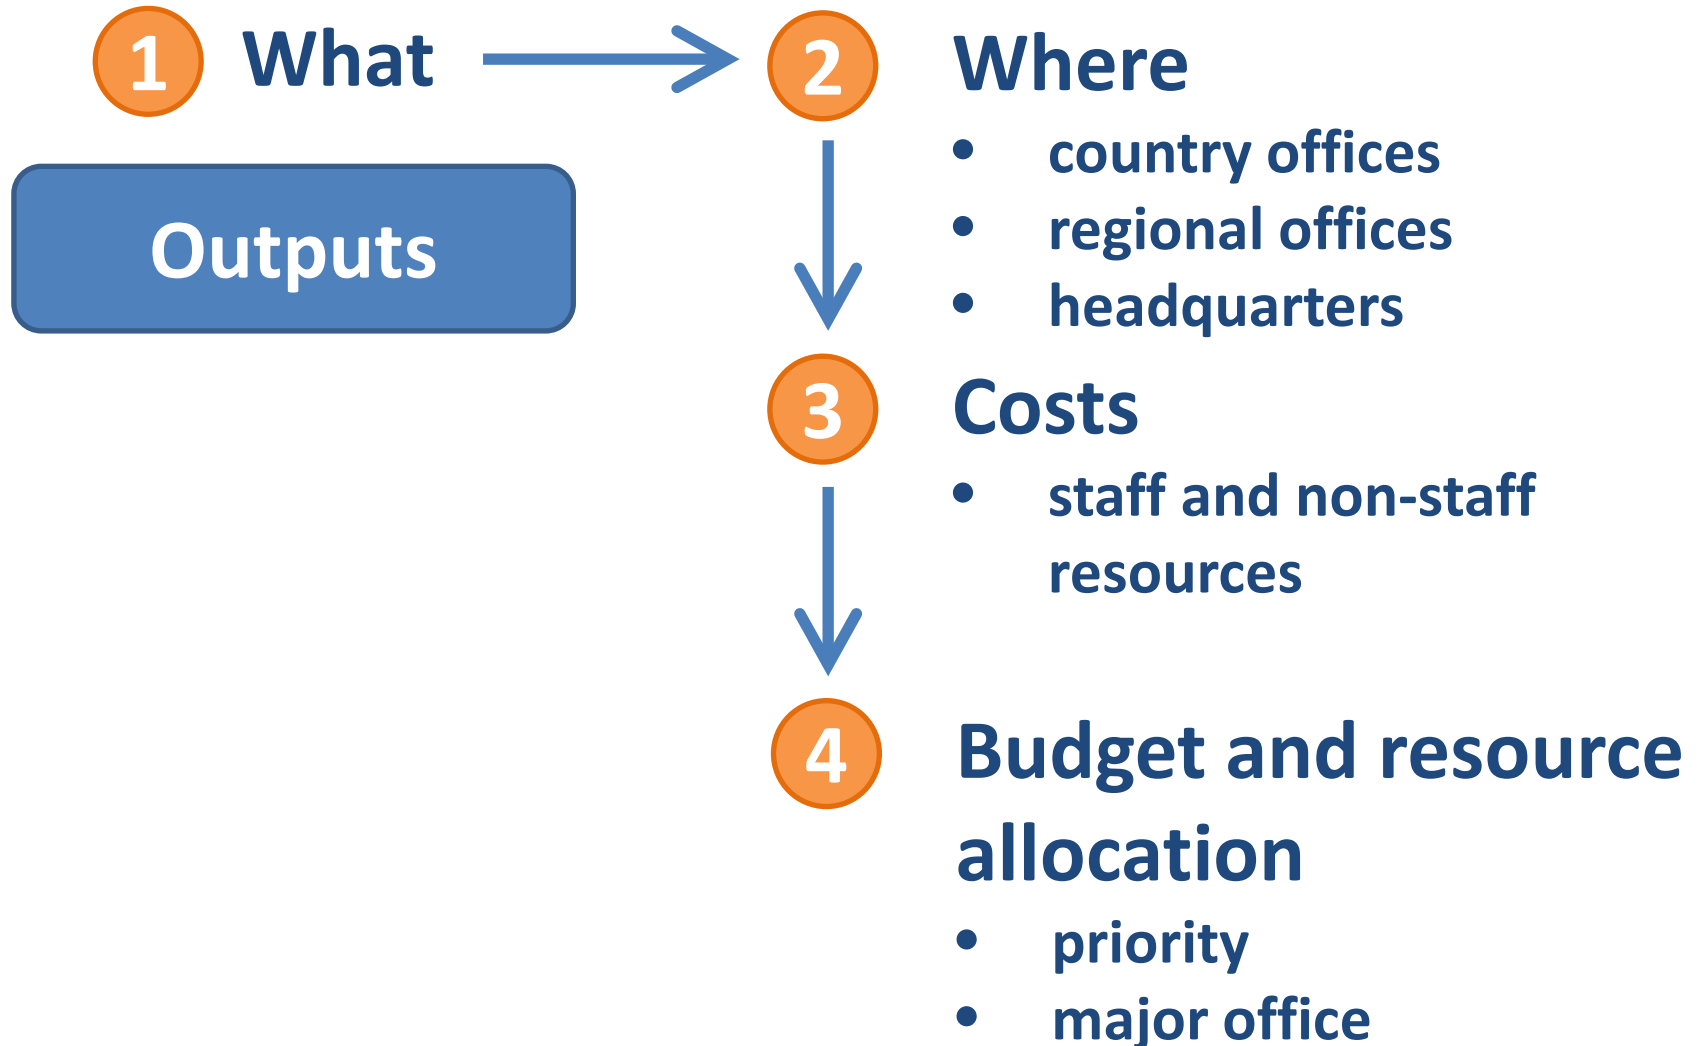 1 What
Outputs
2 Where
• country offices
• regional offices
• headquarters
3 Costs
• staff and non-staff
resources
4 Budget and resource
allocation
• priority
• major office